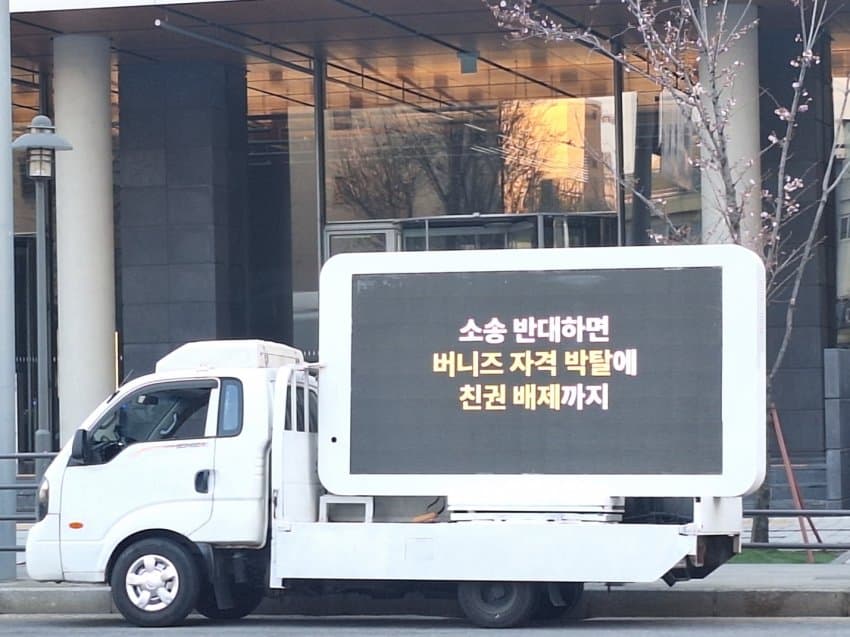 소송 반대하면
버니즈 자격 박탈에
친권 배제까지